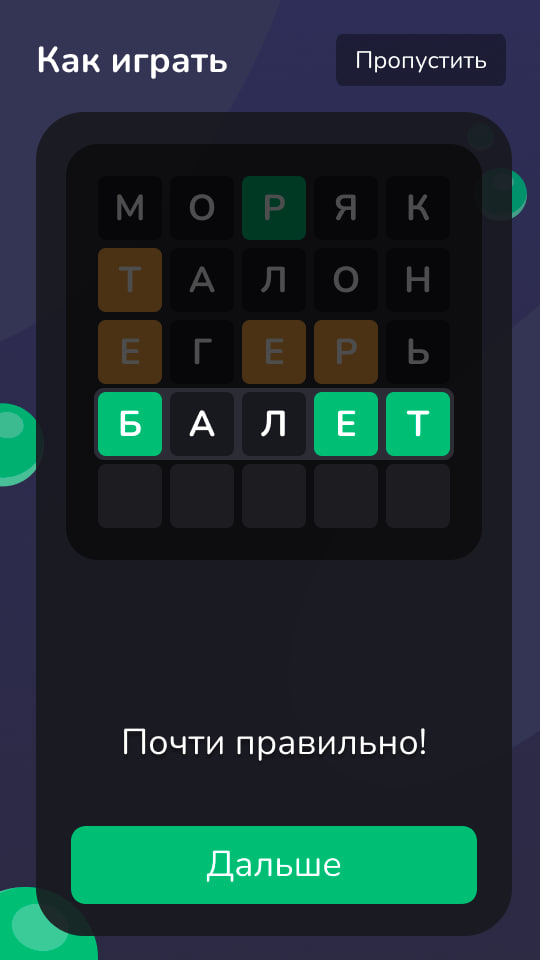 Как играть
Пропустить
М О Р Я К
Т А Л О Н
Е Г Е Р Ь
Б А Л Е Т
Почти правильно!
Дальше